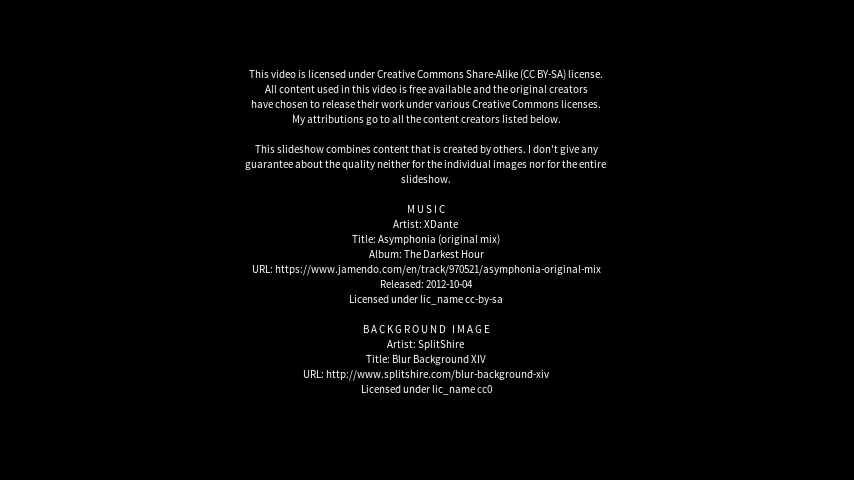 This video is licensed under Creative Commons Share-Alike (CC BY-SA) license.
All content used in this video is free available and the original creators
have chosen to release their work under various Creative Commons licenses.
My attributions go to all the content creators listed below.
This slideshow combines content that is created by others. I don't give any
guarantee about the quality neither for the individual images nor for the entire
slideshow.
MUSIC
Artist: XDante
Title: Asymphonia (original mix)
Album: The Darkest Hour
URL: https://www.jamendo.com/en/track/970521/asymphonia-original-mix
Released: 2012-10-04
Licensed under lic_name cc-by-sa
BACKGROUND IMAGE
Artist: SplitShire
Title: Blur Background XIV
URL: http://www.splitshire.com/blur-background-xiv
Licensed under lic_name cc0